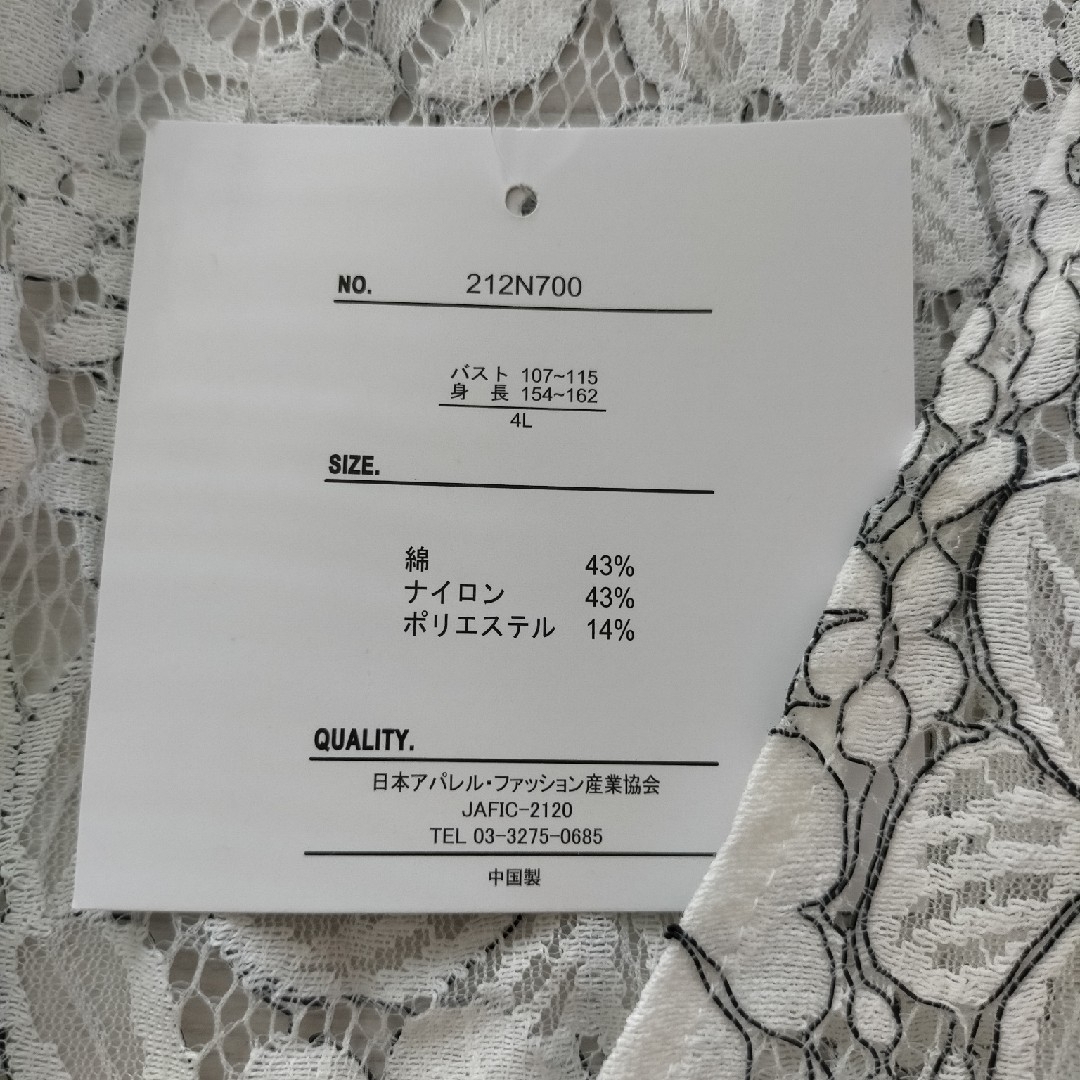 NO. 212N700
バスト 107~115
身 長 154~162
4L
SIZE.
綿 43%
ナイロン 43%
ポリエステル 14%
QUALITY.
日本アパレル・ファッション産業協会
JAFIC-2120
TEL 03-3275-0685
中国製